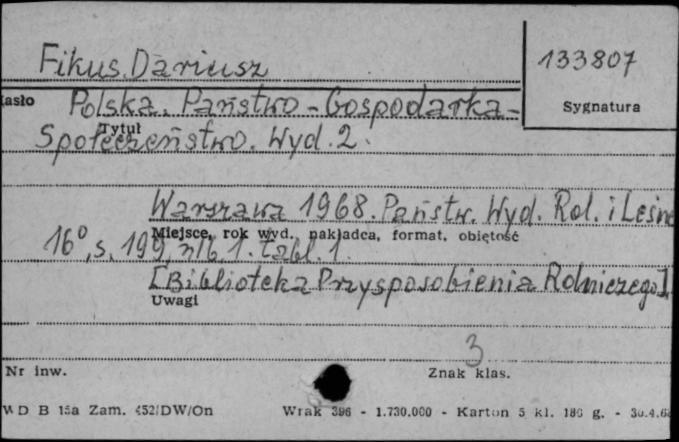 Fikus Dariusz
133807
Hasło
Polska. Państwo - Gospodarka -
Sygnatura
Tytuł
Społeczeństwo. Wyd. 2.
Warszawa 1968. Państw. Wyd. Rol. i Leśne
Miejsce, rok wyd., nakładca, format, objętość
16°, s. 199, nlb. 1. tabl. 1.
[Biblioteka Przysposobienia Rolniczego].
Uwagi
3
Nr inw.
Znak klas.
WD B 15a Zam. 452/DW/On
Wrak 396 - 1.730.000 - Karton 5 kl. 180 g. -